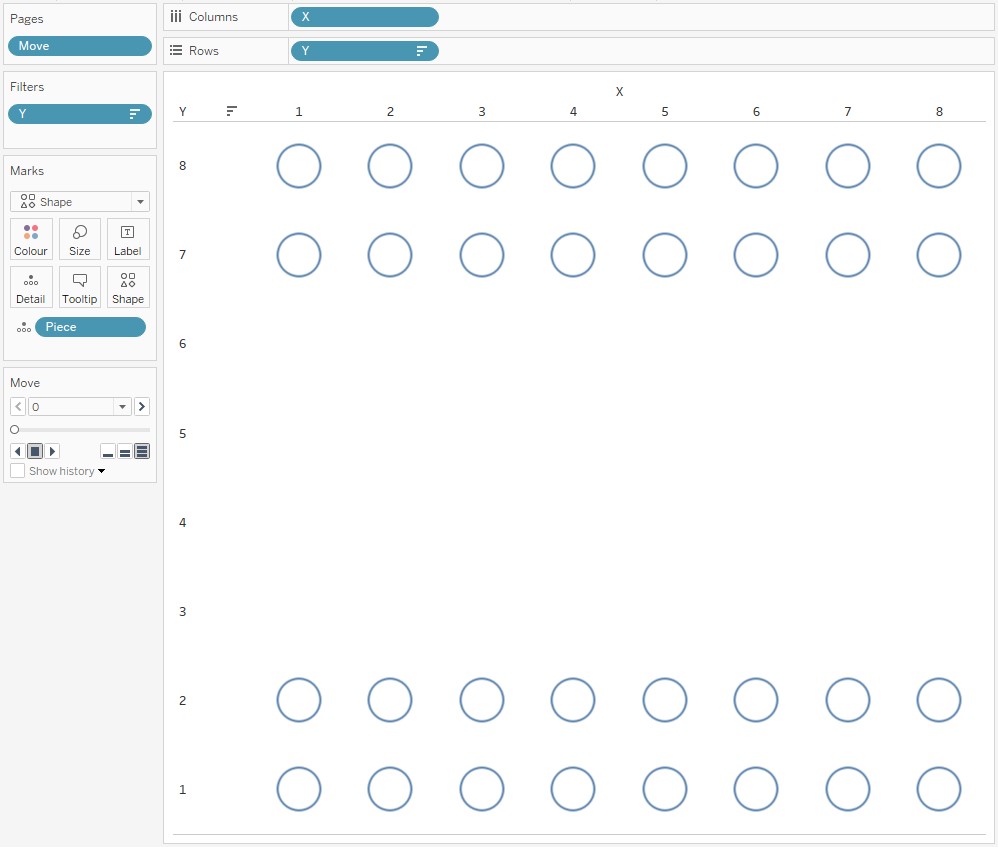 Pages
Move
Columns
X
Rows
Y
Filters
Y
Marks
Shape
Colour
Size
Label
Detail
Tooltip
Shape
Piece
Move
0
Show history
X
Y
1 2 3 4 5 6 7 8
8
7
6
5
4
3
2
1